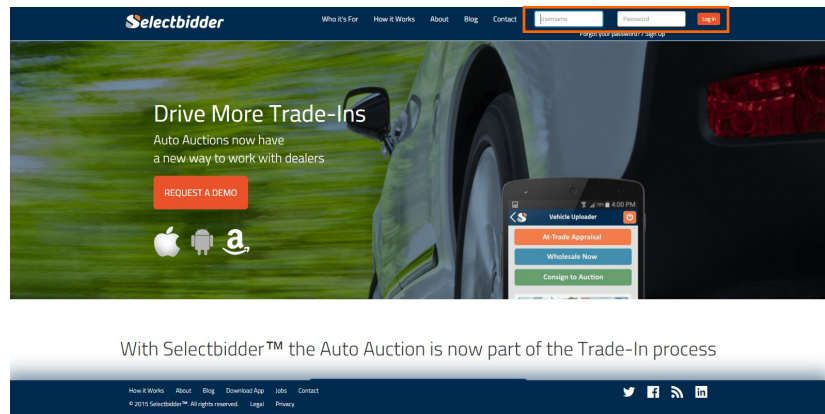 Selectbidder
Who it's For How it Works About Blog Contact Username Password Log in
Forgot your password? / Sign Up
Drive More Trade-Ins
Auto Auctions now have
a new way to work with dealers
REQUEST A DEMO
4:00 PM
Vehicle Uploader
At-Trade Appraisal
Wholesale Now
Consign to Auction
With Selectbidder™ the Auto Auction is now part of the Trade-In process
How it Works About Blog Download App Jobs Contact
© 2015 Selectbidder™. All rights reserved. Legal Privacy